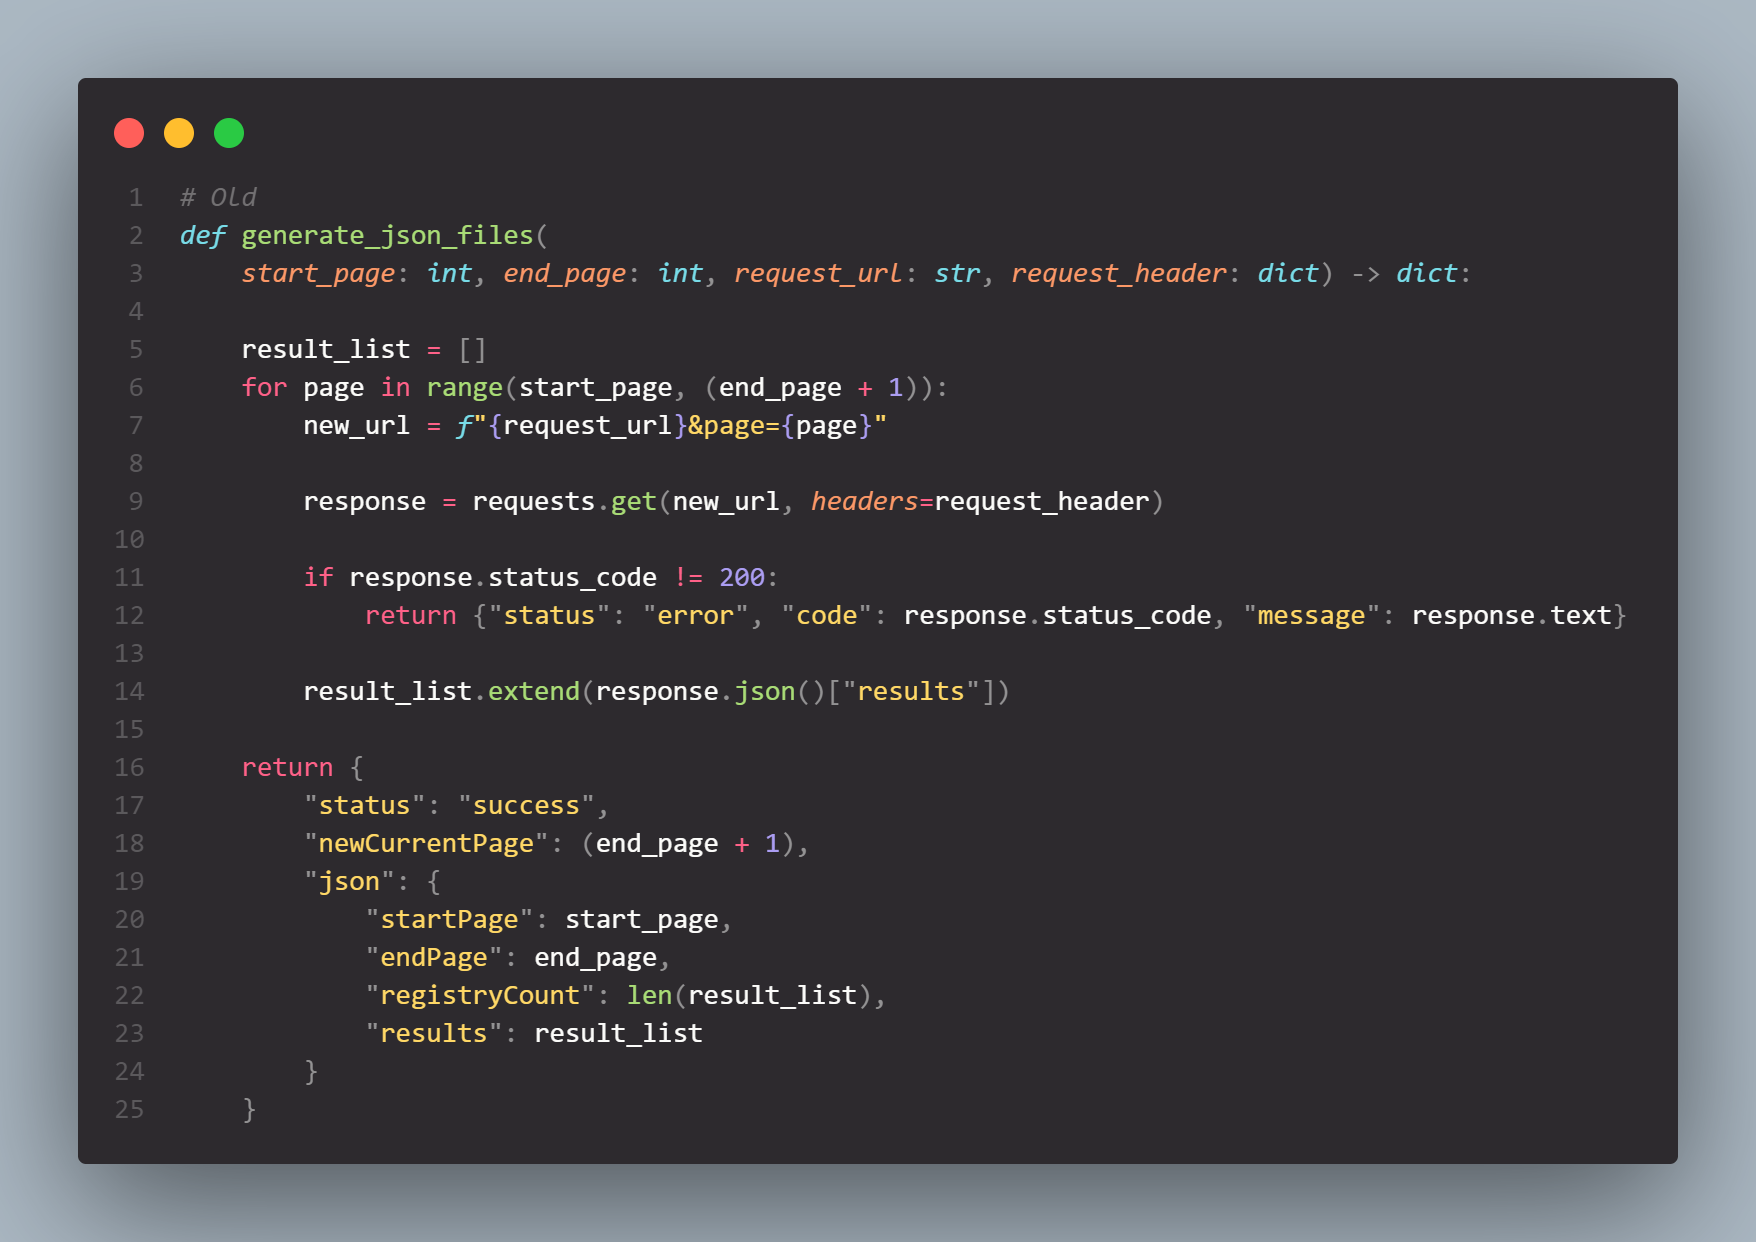 1 # Old
2 def generate_json_files(
3     start_page: int, end_page: int, request_url: str, request_header: dict) -> dict:
4
5     result_list = []
6     for page in range(start_page, (end_page + 1)):
7         new_url = f"{request_url}&page={page}"
8
9         response = requests.get(new_url, headers=request_header)
10
11         if response.status_code != 200:
12             return {"status": "error", "code": response.status_code, "message": response.text}
13
14         result_list.extend(response.json()["results"])
15
16     return {
17         "status": "success",
18         "newCurrentPage": (end_page + 1),
19         "json": {
20             "startPage": start_page,
21             "endPage": end_page,
22             "registryCount": len(result_list),
23             "results": result_list
24         }
25     }